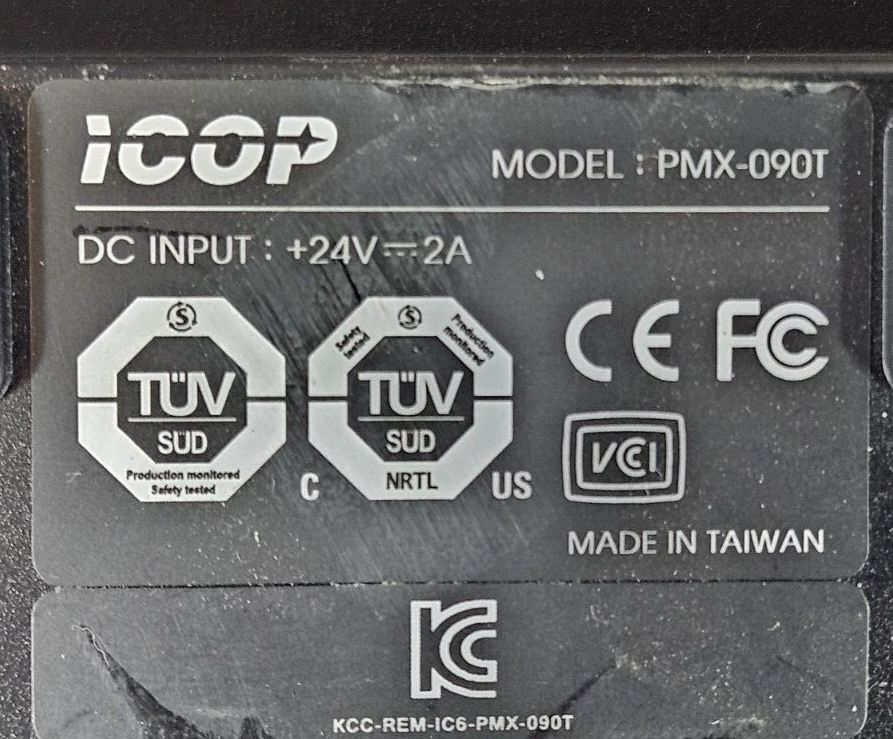 ICOP
MODEL : PMX-090T
DC INPUT : +24V⎓2A
S
TÜV
SÜD
Production monitored
Safety tested
Safety tested
S
Production monitored
TÜV
SÜD
NRTL
C
US
CE
FC
VCCI
MADE IN TAIWAN
KC
KCC-REM-IC6-PMX-090T